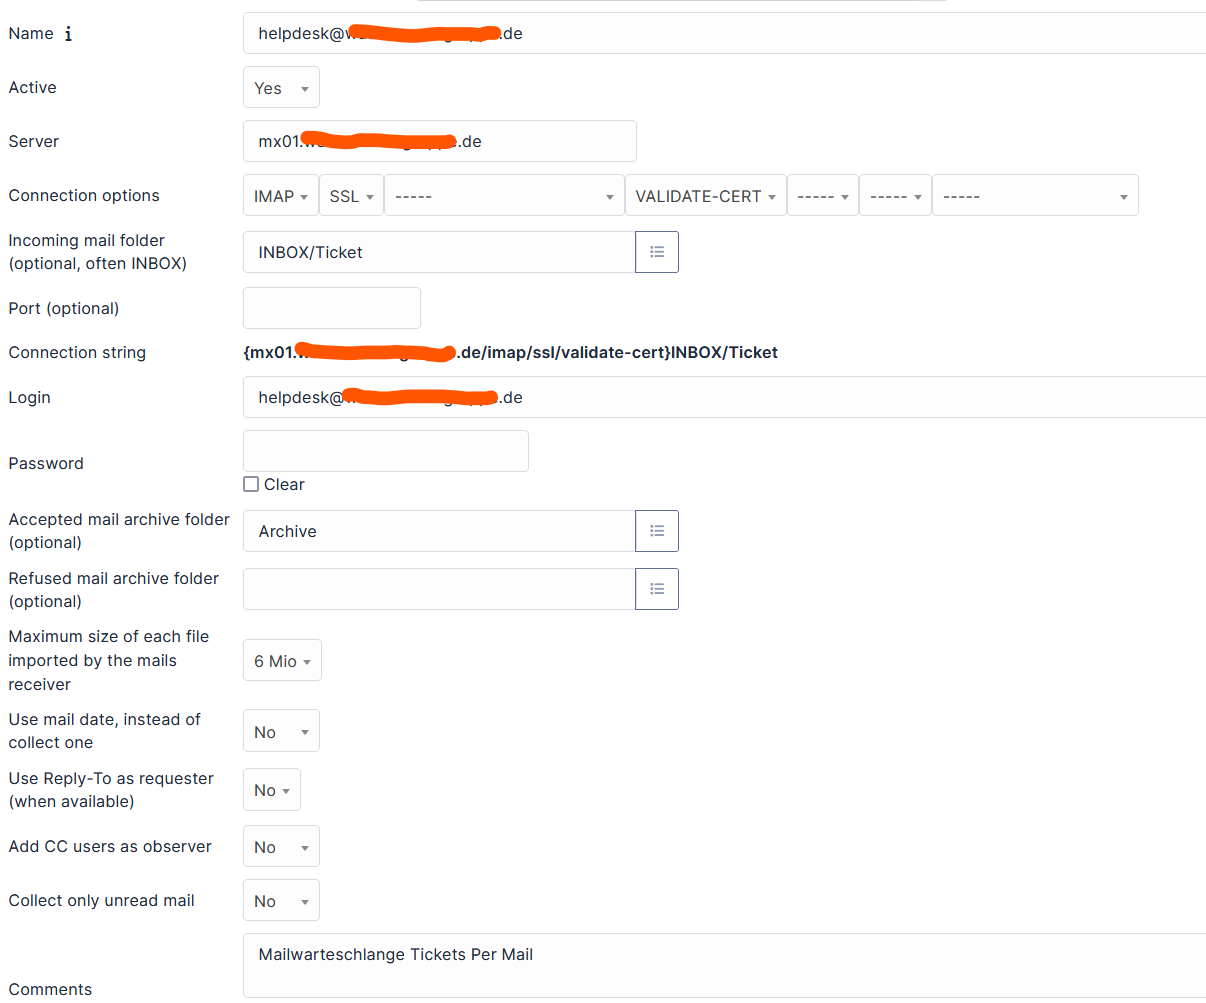 Name i helpdesk@ .de
Active Yes
Server mx01. .de
Connection options IMAP SSL ----- VALIDATE-CERT ----- ----- -----
Incoming mail folder
(optional, often INBOX) INBOX/Ticket
Port (optional)
Connection string {mx01. .de/imap/ssl/validate-cert}INBOX/Ticket
Login helpdesk@ .de
Password
Clear
Accepted mail archive folder
(optional) Archive
Refused mail archive folder
(optional)
Maximum size of each file
imported by the mails
receiver 6 Mio
Use mail date, instead of
collect one No
Use Reply-To as requester
(when available) No
Add CC users as observer No
Collect only unread mail No
Mailwarteschlange Tickets Per Mail
Comments